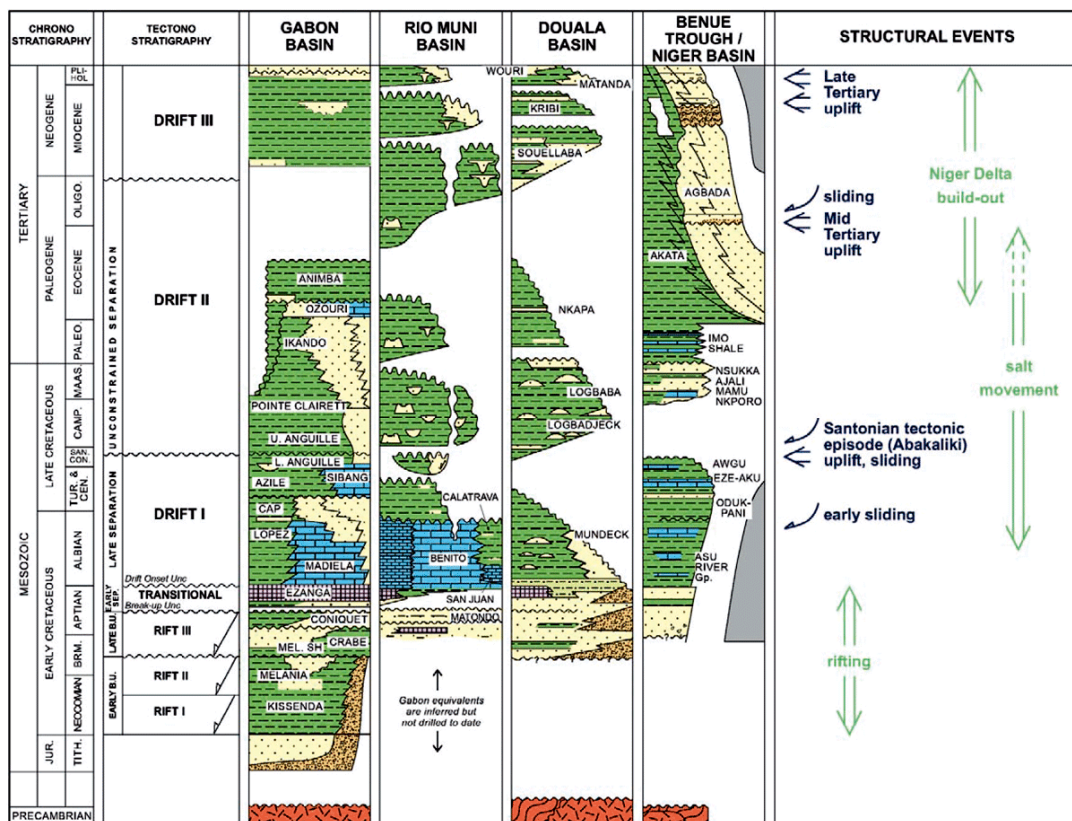 CHRONO
STRATIGRAPHY
TECTONO
STRATIGRAPHY
GABON
BASIN
RIO MUNI
BASIN
DOUALA
BASIN
BENUE
TROUGH /
NIGER BASIN
STRUCTURAL EVENTS
TERTIARY
MESOZOIC
PRECAMBRIAN
NEOGENE
PALEOGENE
LATE CRETACEOUS
EARLY CRETACEOUS
JUR.
PLI-
HOL
MIOCENE
OLIGO.
EOCENE
PALEO.
MAAS.
CAMP.
SAN.
CON.
TUR. &
CEN.
ALBIAN
APTIAN
BRM.
NEOCOMAN
TITH.
UNCONSTRAINED SEPARATION
LATE SEPARATION
EARLY
SEP.
LATE B.U.
EARLY B.U.
DRIFT III
DRIFT II
DRIFT I
Drift Onset Unc
TRANSITIONAL
Break-up Unc
RIFT III
RIFT II
RIFT I
ANIMBA
OZOURI
IKANDO
POINTE CLAIRETT
U. ANGUILLE
L. ANGUILLE
SIBANG
AZILE
CAP
LOPEZ
MADIELA
EZANGA
CONIQUET
CRABE
MEL. SH
MELANIA
KISSENDA
CALATRAVA
BENITO
SAN JUAN
MATONDO
Gabon equivalents
are inferred but
not drilled to date
WOURI
MATANDA
KRIBI
SOUELLABA
NKAPA
LOGBABA
LOGBADJECK
MUNDECK
AGBADA
AKATA
IMO
SHALE
NSUKKA
AJALI
MAMU
NKPORO
AWGU
EZE-AKU
ODUK-
PANI
ASU
RIVER
Gp.
Late
Tertiary
uplift
sliding
Mid
Tertiary
uplift
Santonian tectonic
episode (Abakaliki)
uplift, sliding
early sliding
Niger Delta
build-out
salt
movement
rifting